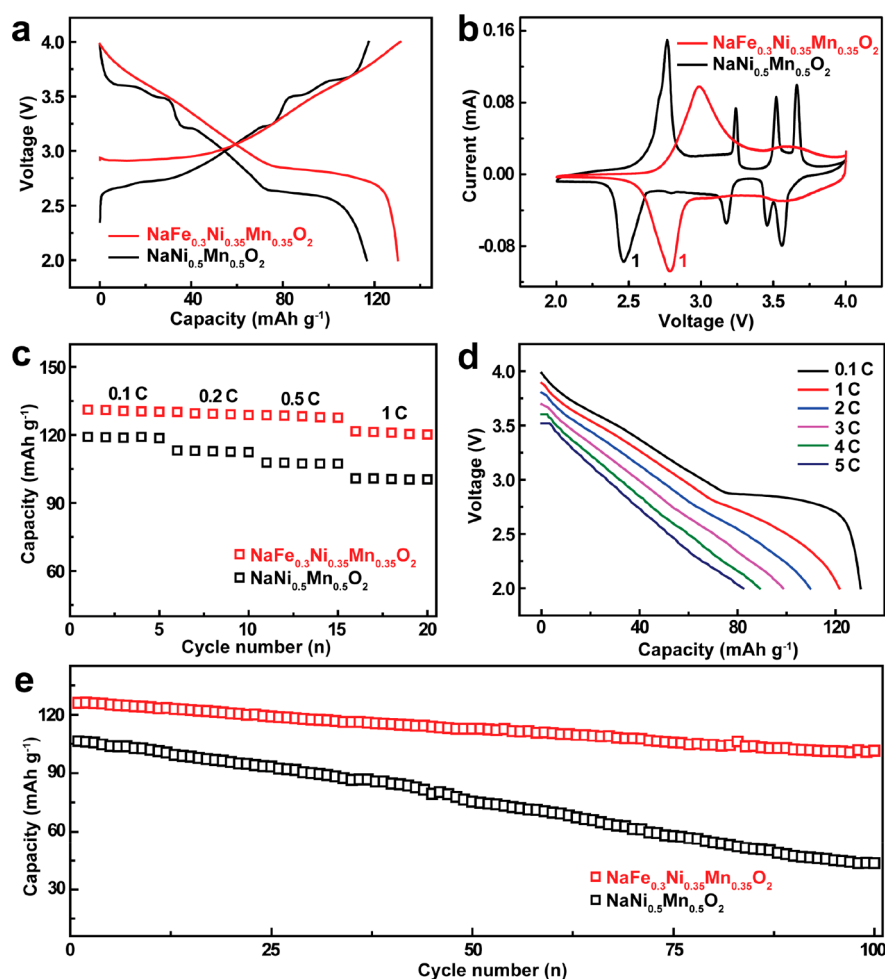 a
4.0
3.5
3.0
2.5
2.0
Voltage (V)
0
40
80
120
Capacity (mAh g⁻¹)
NaFe₀.₃Ni₀.₃₅Mn₀.₃₅O₂
NaNi₀.₅Mn₀.₅O₂
b
0.16
0.08
0.00
-0.08
Current (mA)
2.0
2.5
3.0
3.5
4.0
Voltage (V)
NaFe₀.₃Ni₀.₃₅Mn₀.₃₅O₂
NaNi₀.₅Mn₀.₅O₂
1
1
c
150
120
90
60
Capacity (mAh g⁻¹)
0
5
10
15
20
Cycle number (n)
0.1 C
0.2 C
0.5 C
1 C
NaFe₀.₃Ni₀.₃₅Mn₀.₃₅O₂
NaNi₀.₅Mn₀.₅O₂
d
4.0
3.5
3.0
2.5
2.0
Voltage (V)
0
40
80
120
Capacity (mAh g⁻¹)
0.1 C
1 C
2 C
3 C
4 C
5 C
e
120
90
60
30
Capacity (mAh g⁻¹)
0
25
50
75
100
Cycle number (n)
NaFe₀.₃Ni₀.₃₅Mn₀.₃₅O₂
NaNi₀.₅Mn₀.₅O₂